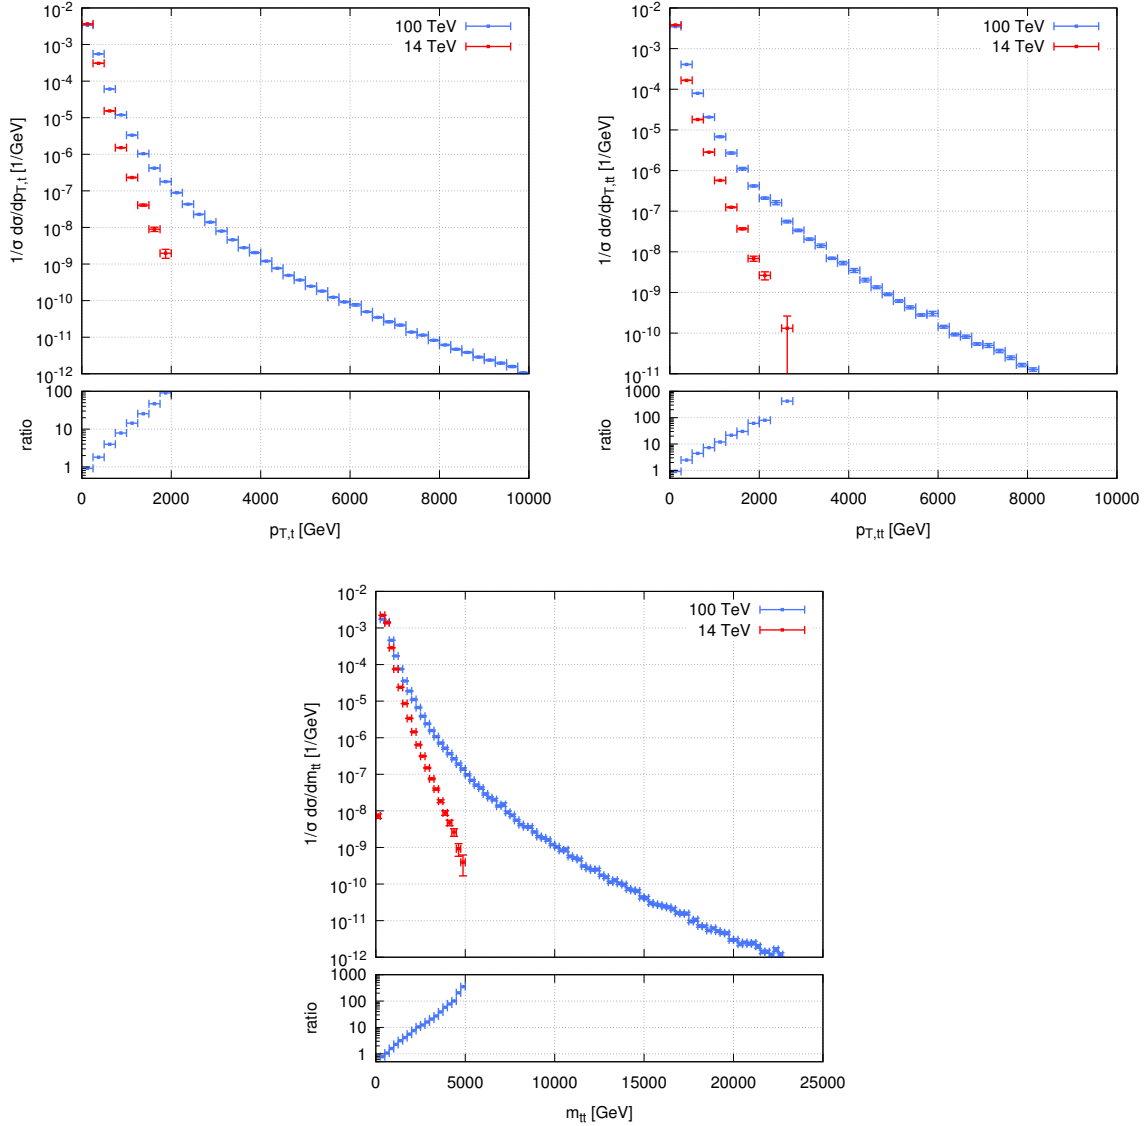 10^-2
10^-3
10^-4
10^-5
10^-6
10^-7
10^-8
10^-9
10^-10
10^-11
10^-12
1/σ dσ/dp_T,t [1/GeV]
100 TeV
14 TeV
100
10
1
ratio
0 2000 4000 6000 8000 10000
p_T,t [GeV]
10^-2
10^-3
10^-4
10^-5
10^-6
10^-7
10^-8
10^-9
10^-10
10^-11
1/σ dσ/dp_T,tt [1/GeV]
100 TeV
14 TeV
1000
100
10
1
ratio
0 2000 4000 6000 8000 10000
p_T,tt [GeV]
10^-2
10^-3
10^-4
10^-5
10^-6
10^-7
10^-8
10^-9
10^-10
10^-11
10^-12
1/σ dσ/dm_tt [1/GeV]
100 TeV
14 TeV
1000
100
10
1
ratio
0 5000 10000 15000 20000 25000
m_tt [GeV]